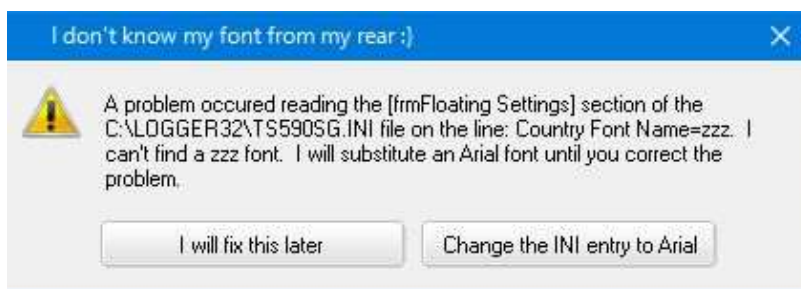 I don't know my font from my rear :}
A problem occured reading the [frmFloating Settings] section of the
C:\LOGGER32\TS590SG.INI file on the line: Country Font Name=zzz.  I
can't find a zzz font.  I will substitute an Arial font until you correct the
problem.
I will fix this later
Change the INI entry to Arial